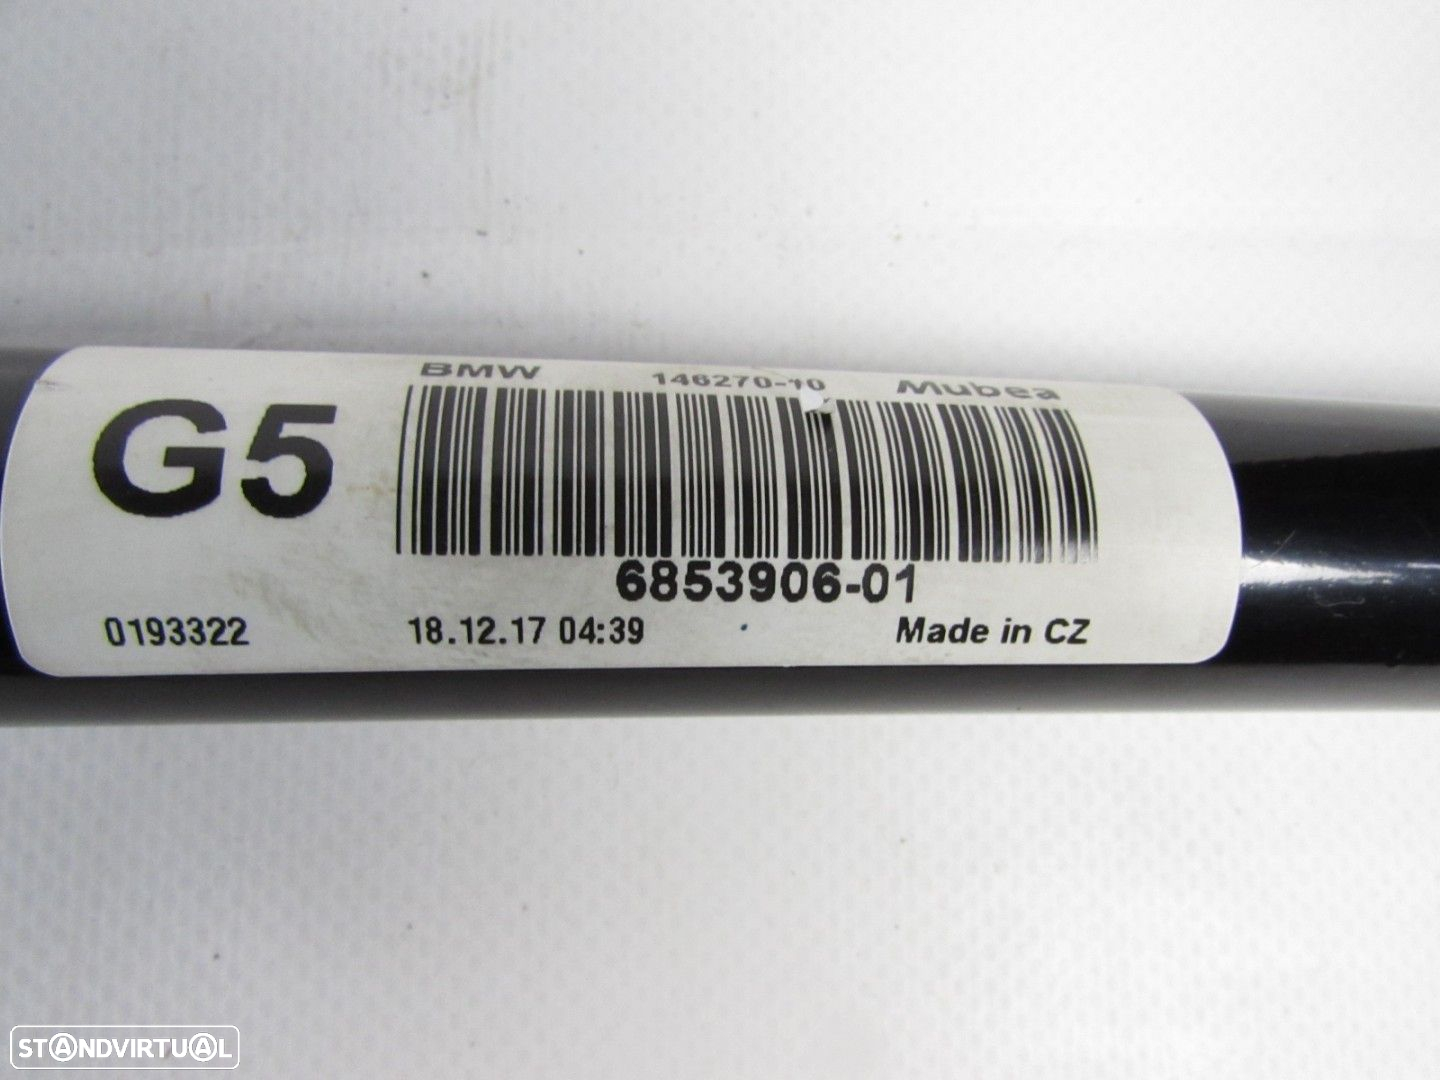 BMW 146270-10 Mubea
G5
6853906-01
0193322 18.12.17 04:39 Made in CZ
STANDVIRTUAL